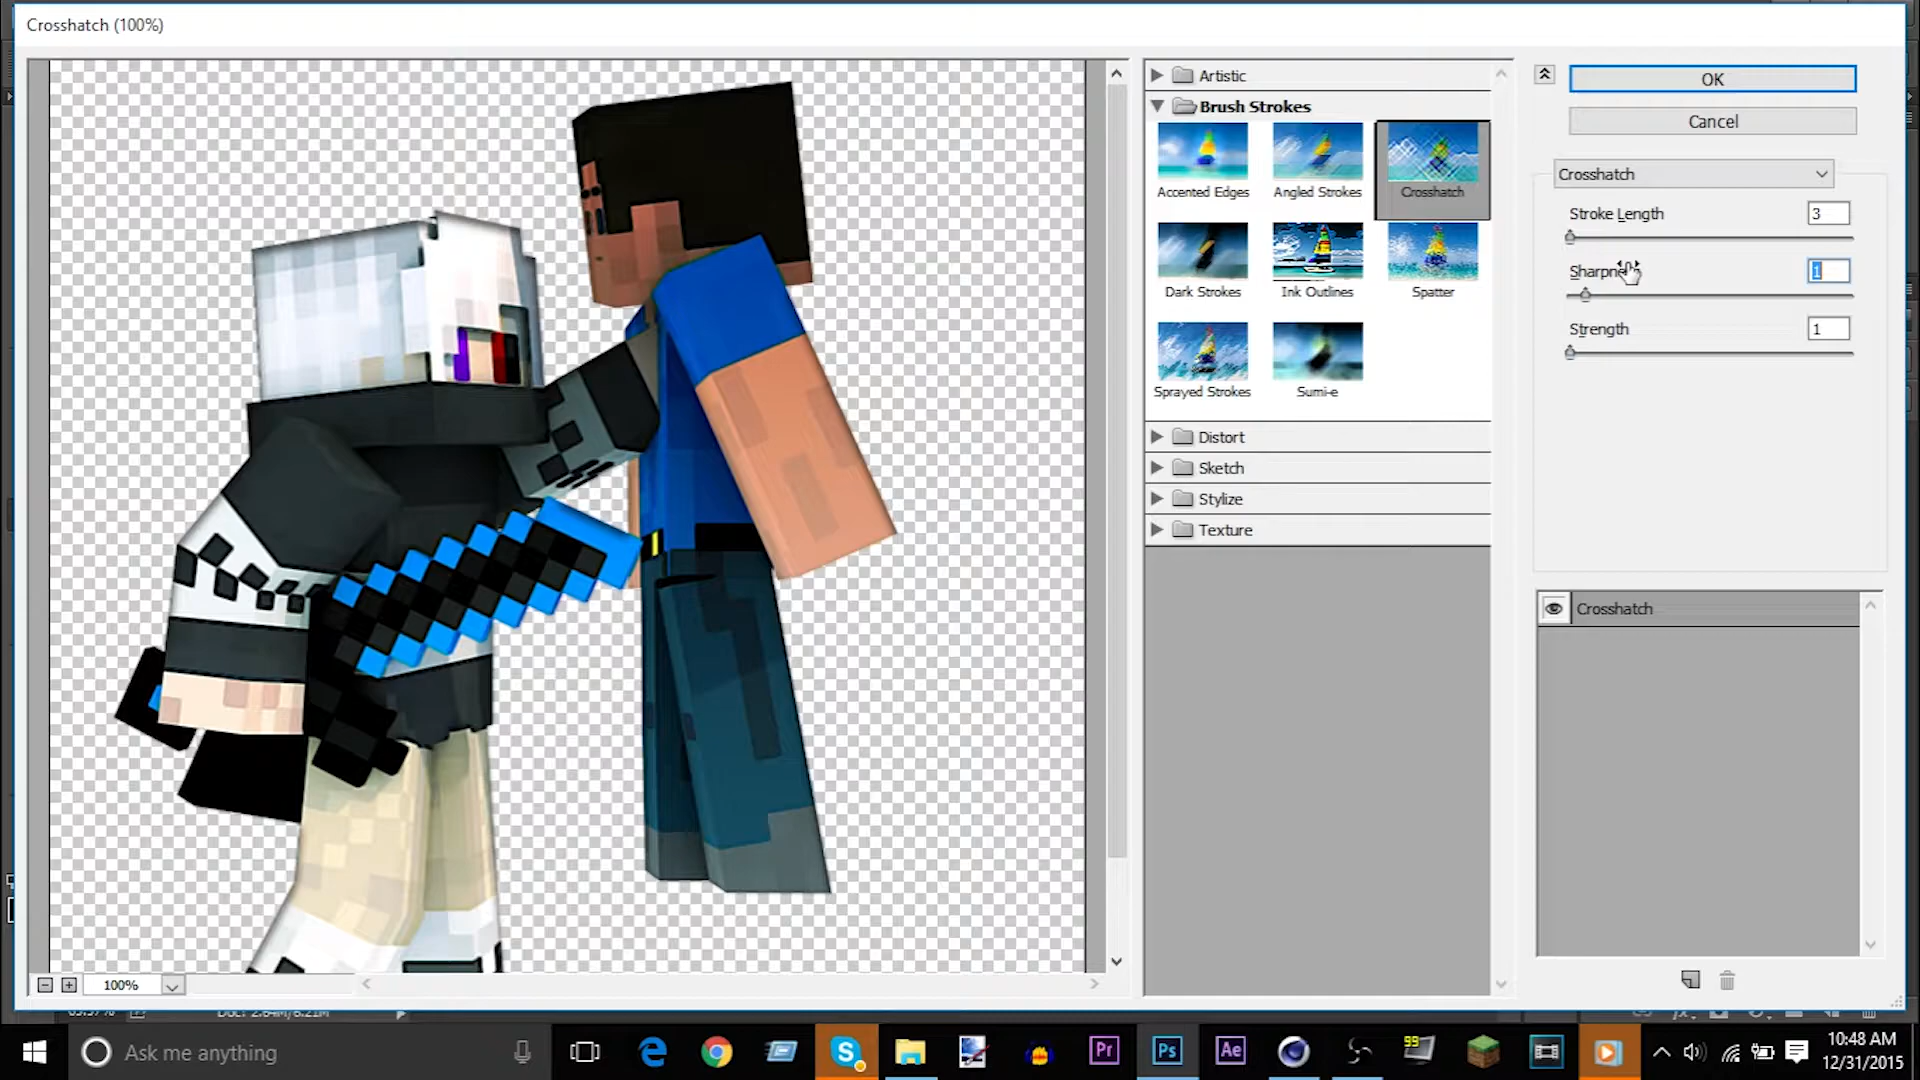 Crosshatch (100%)
Artistic
Brush Strokes
Accented Edges
Angled Strokes
Crosshatch
Dark Strokes
Ink Outlines
Spatter
Sprayed Strokes
Sumi-e
Distort
Sketch
Stylize
Texture
OK
Cancel
Crosshatch
Stroke Length 3
1
Strength 1
Crosshatch
100%
Ask me anything
Pr
Ps
Ae
99
10:48 AM
12/31/2015